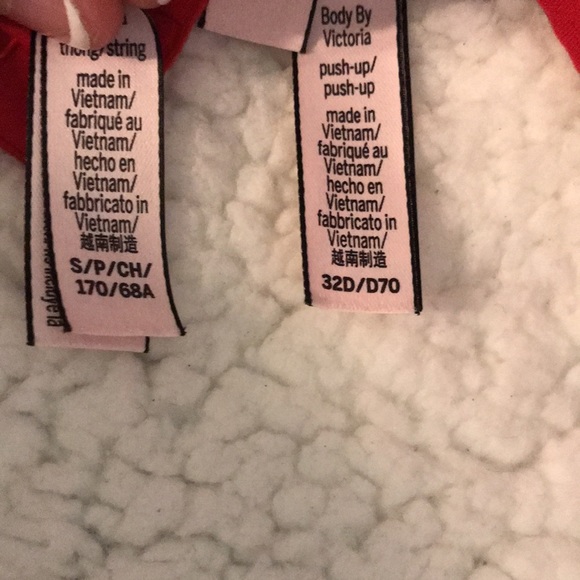 thong/string
made in
Vietnam/
fabriqué au
Vietnam/
hecho en
Vietnam/
fabbricato in
Vietnam/
越南制造
S/P/CH/
170/68A
Body By
Victoria
push-up/
push-up
made in
Vietnam/
fabriqué au
Vietnam/
hecho en
Vietnam/
fabbricato in
Vietnam/
越南制造
32D/D70